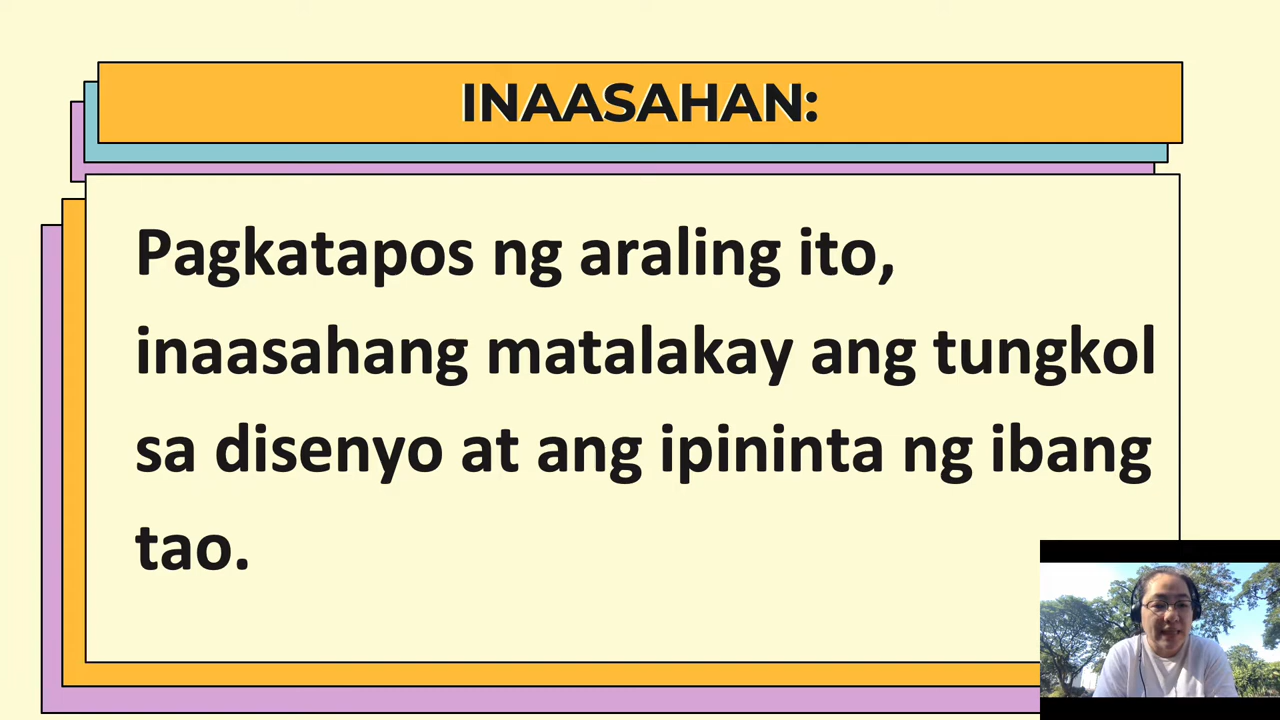 INAASAHAN:
Pagkatapos ng araling ito,
inaasahang matalakay ang tungkol
sa disenyo at ang ipininta ng ibang
tao.